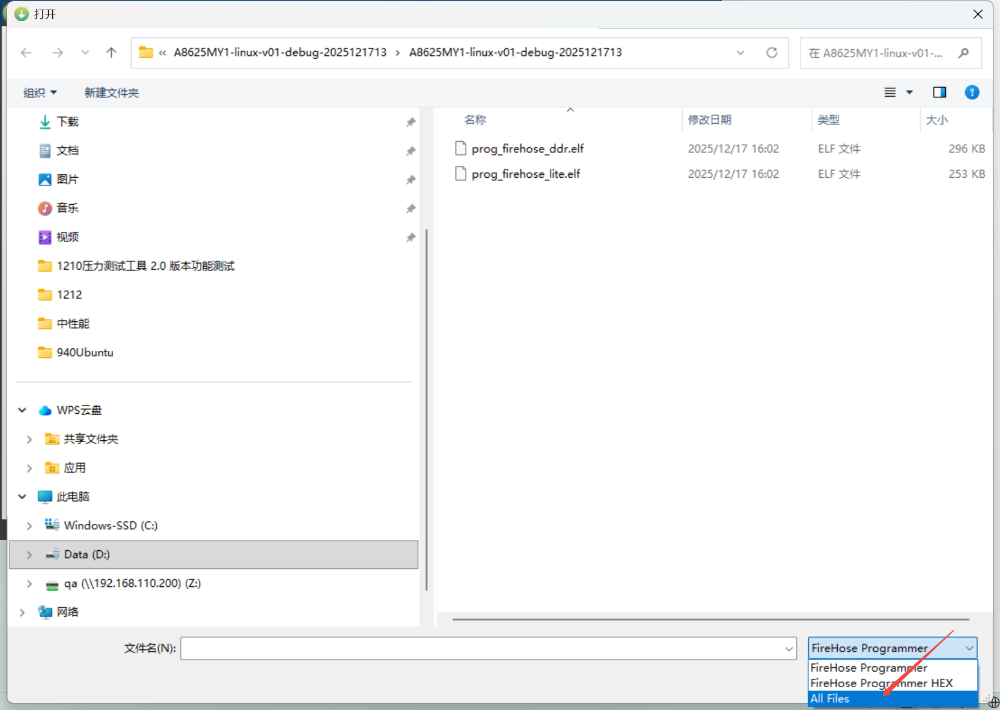 打开
« A8625MY1-linux-v01-debug-2025121713 › A8625MY1-linux-v01-debug-2025121713
在 A8625MY1-linux-v01-...
组织
新建文件夹
下载
文档
图片
音乐
视频
1210压力测试工具 2.0 版本功能测试
1212
中性能
940Ubuntu
WPS云盘
共享文件夹
应用
此电脑
Windows-SSD (C:)
Data (D:)
qa (\\192.168.110.200) (Z:)
网络
名称 修改日期 类型 大小
prog_firehose_ddr.elf 2025/12/17 16:02 ELF 文件 296 KB
prog_firehose_lite.elf 2025/12/17 16:02 ELF 文件 253 KB
文件名(N):
FireHose Programmer
FireHose Programmer
FireHose Programmer HEX
All Files